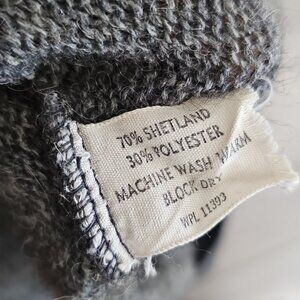 70% SHETLAND
30% POLYESTER
MACHINE WASH WARM
BLOCK DRY
WPL 11393